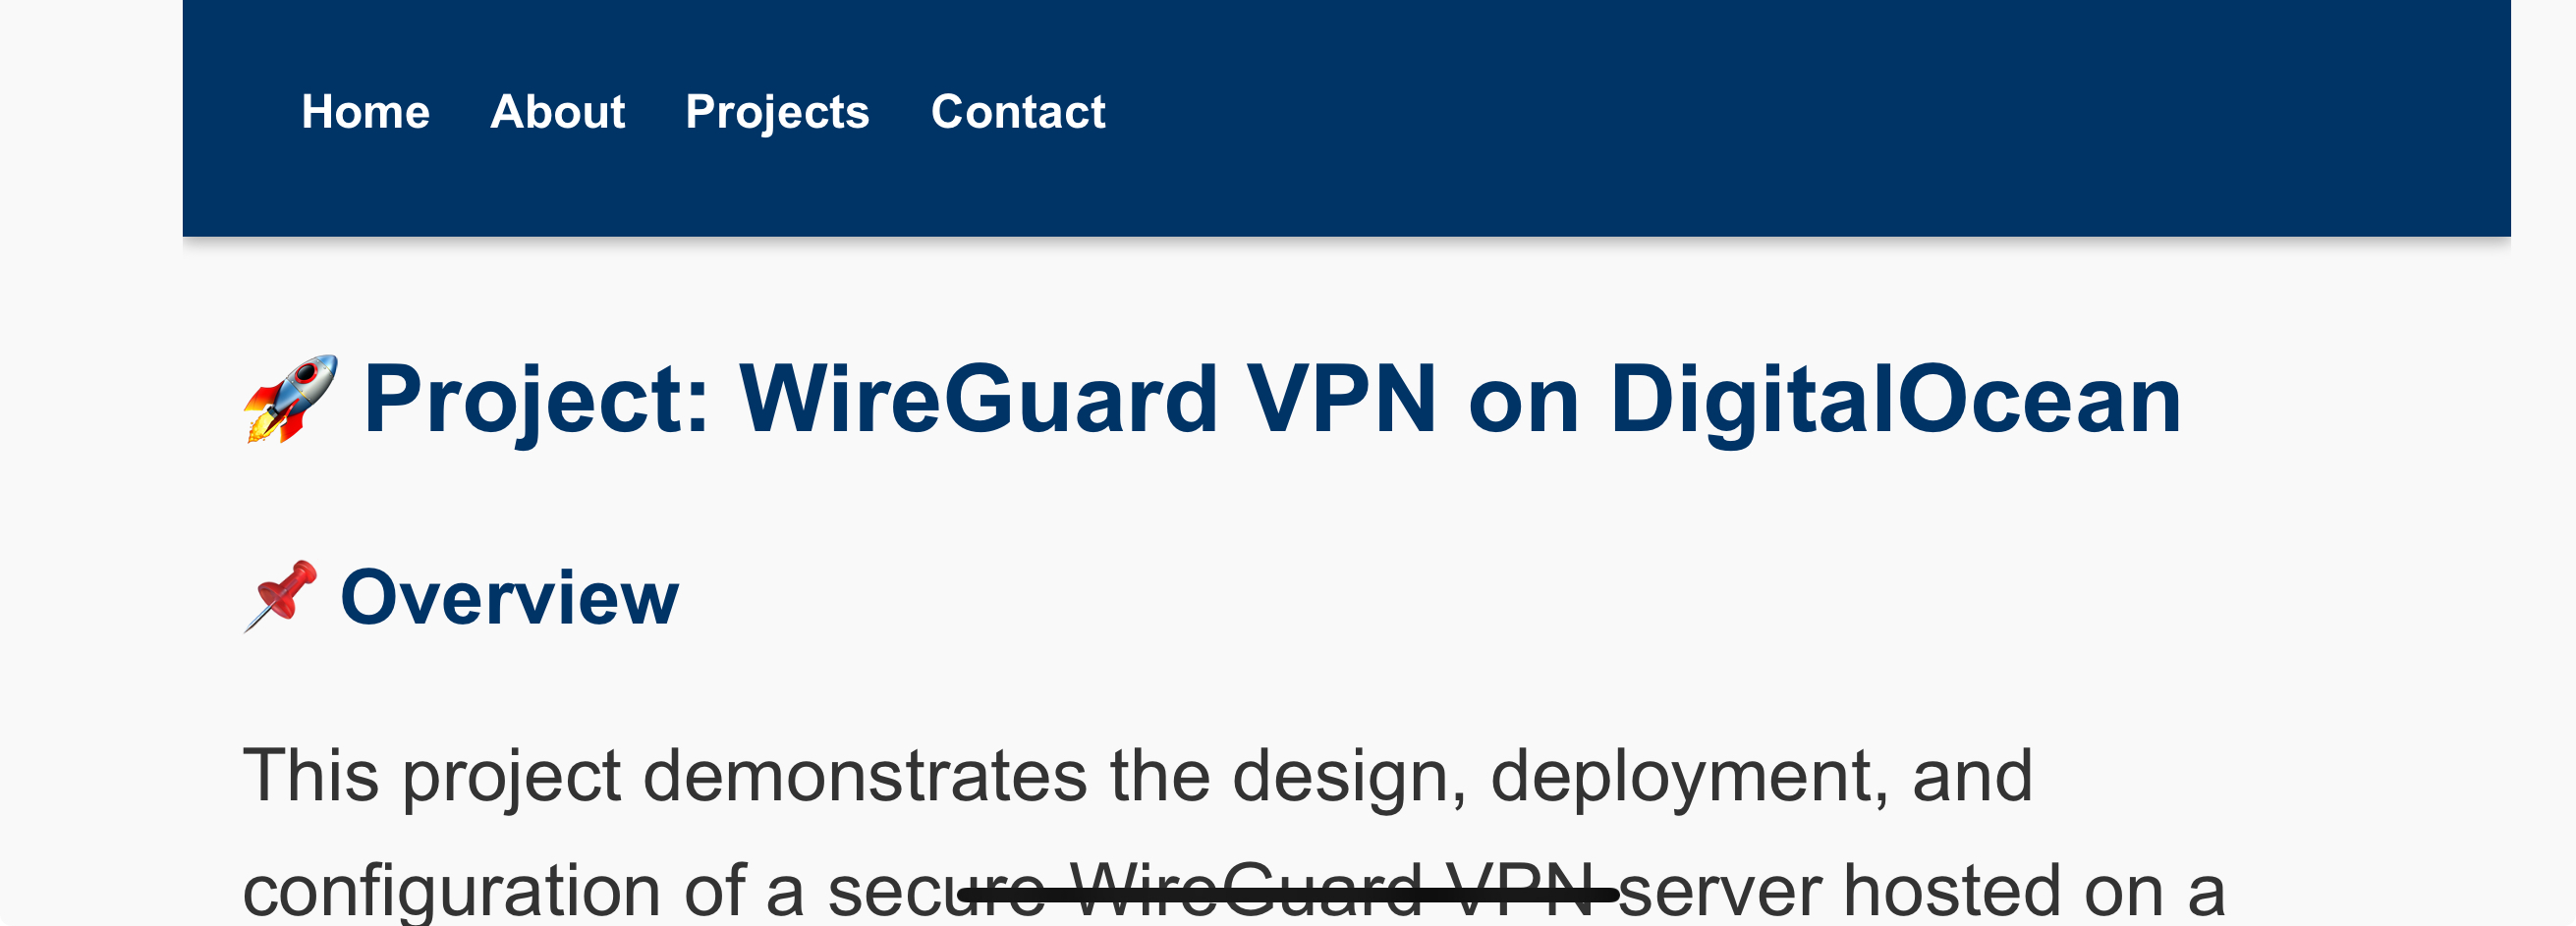 Home About Projects Contact
🚀 Project: WireGuard VPN on DigitalOcean
📌 Overview
This project demonstrates the design, deployment, and
configuration of a secure WireGuard VPN server hosted on a